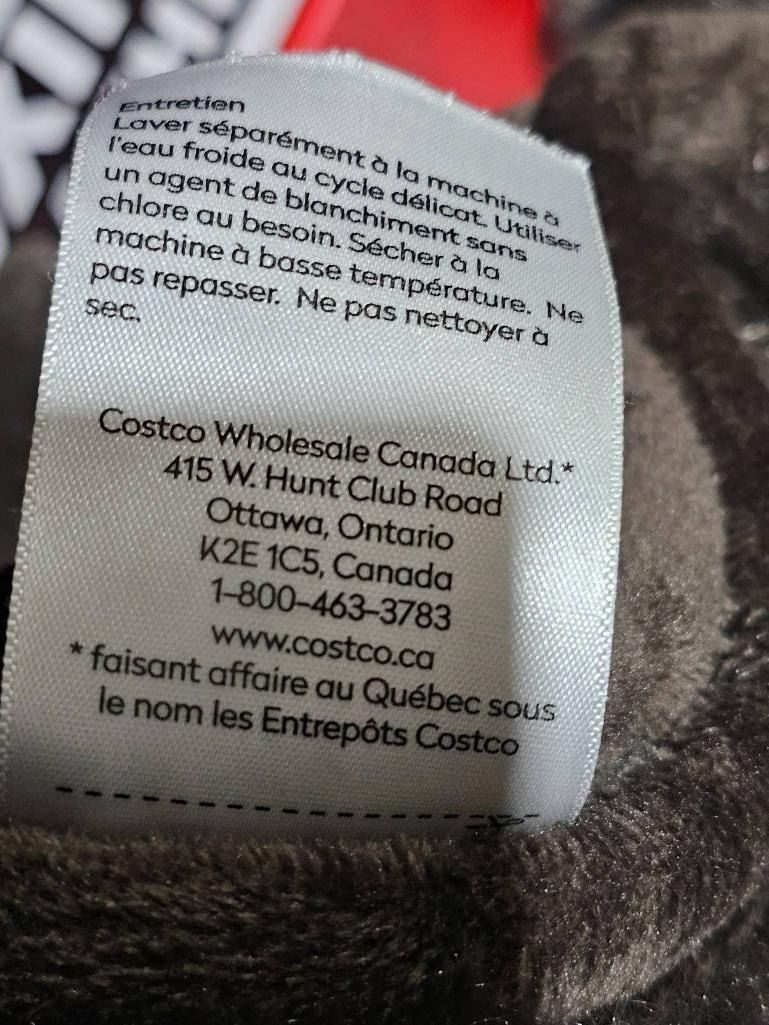 Entretien
Laver séparément à la machine à
l'eau froide au cycle délicat. Utiliser
un agent de blanchiment sans
chlore au besoin. Sécher à la
machine à basse température. Ne
pas repasser. Ne pas nettoyer à
sec.
Costco Wholesale Canada Ltd.*
415 W. Hunt Club Road
Ottawa, Ontario
K2E 1C5, Canada
1-800-463-3783
www.costco.ca
* faisant affaire au Québec sous
le nom les Entrepôts Costco